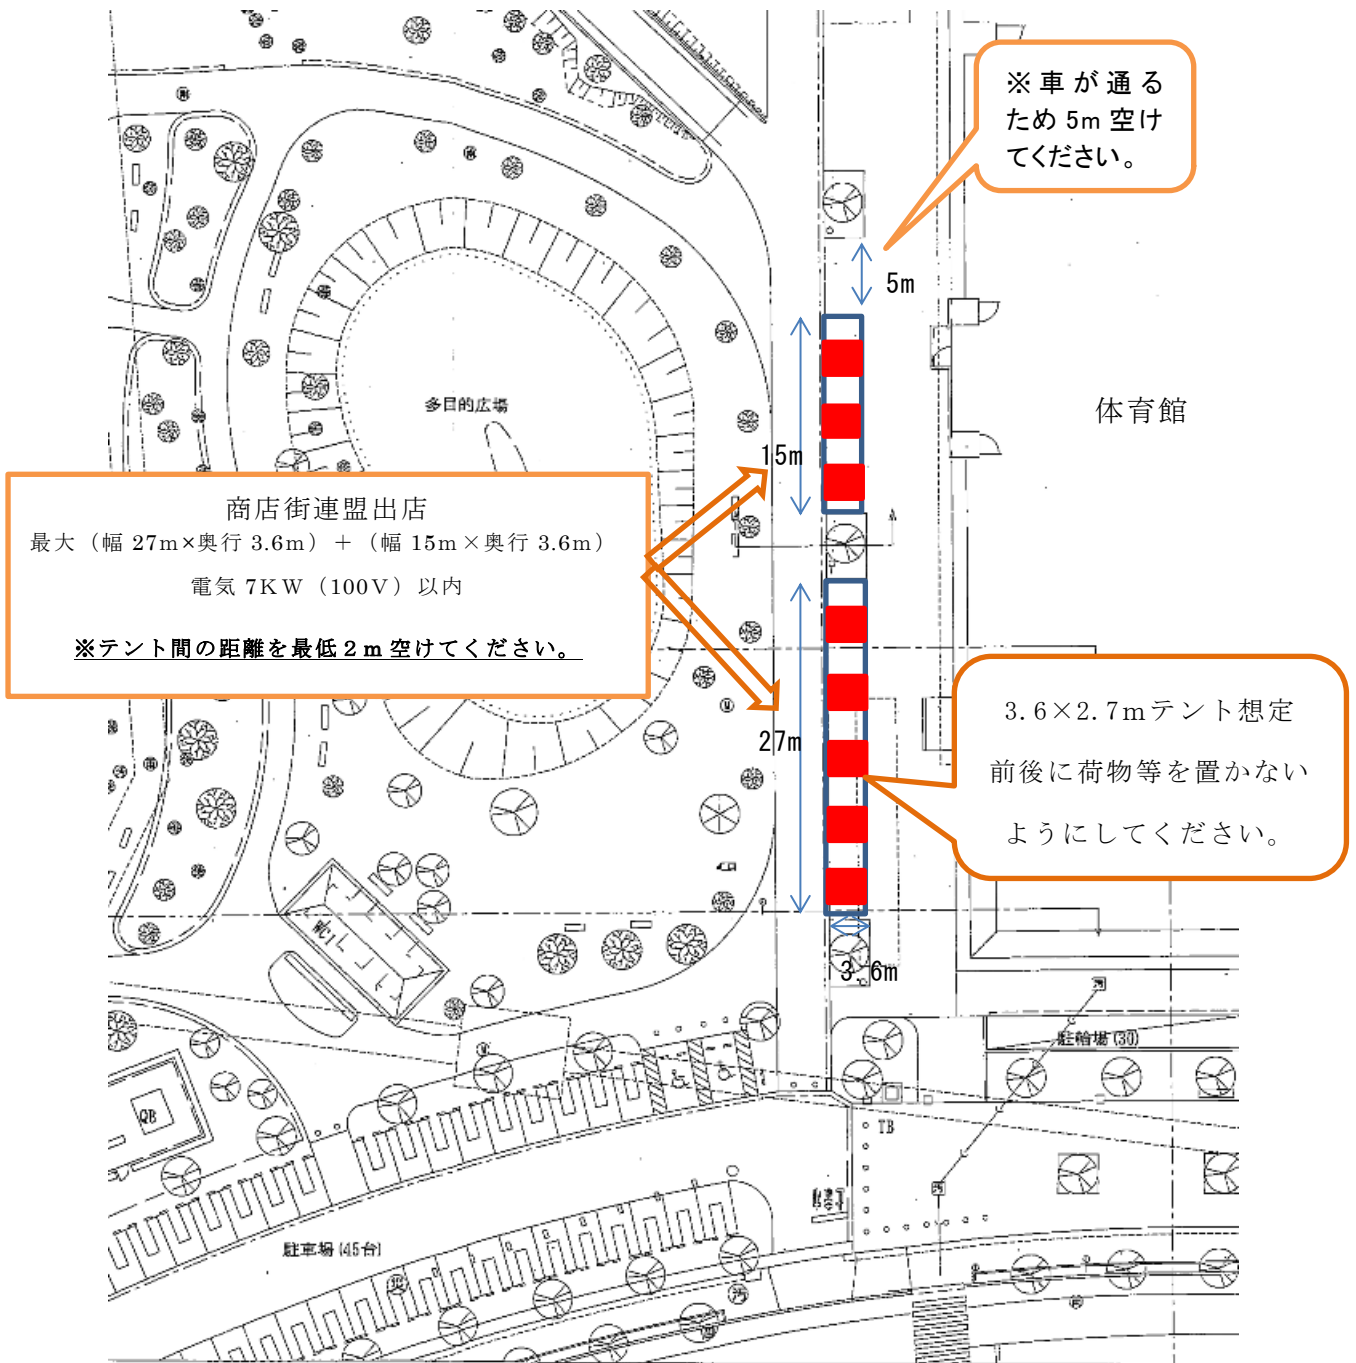 ※車が通る
ため 5m 空け
てください。
5m
体育館
多目的広場
15m
商店街連盟出店
最大（幅 27m×奥行 3.6m）＋（幅 15m×奥行 3.6m）
電気 7KW（100V）以内
※テント間の距離を最低２ｍ空けてください。
3.6×2.7mテント想定
前後に荷物等を置かない
ようにしてください。
27m
WC1
3.6m
駐輪場(30)
QB
TB
駐車場(45台)